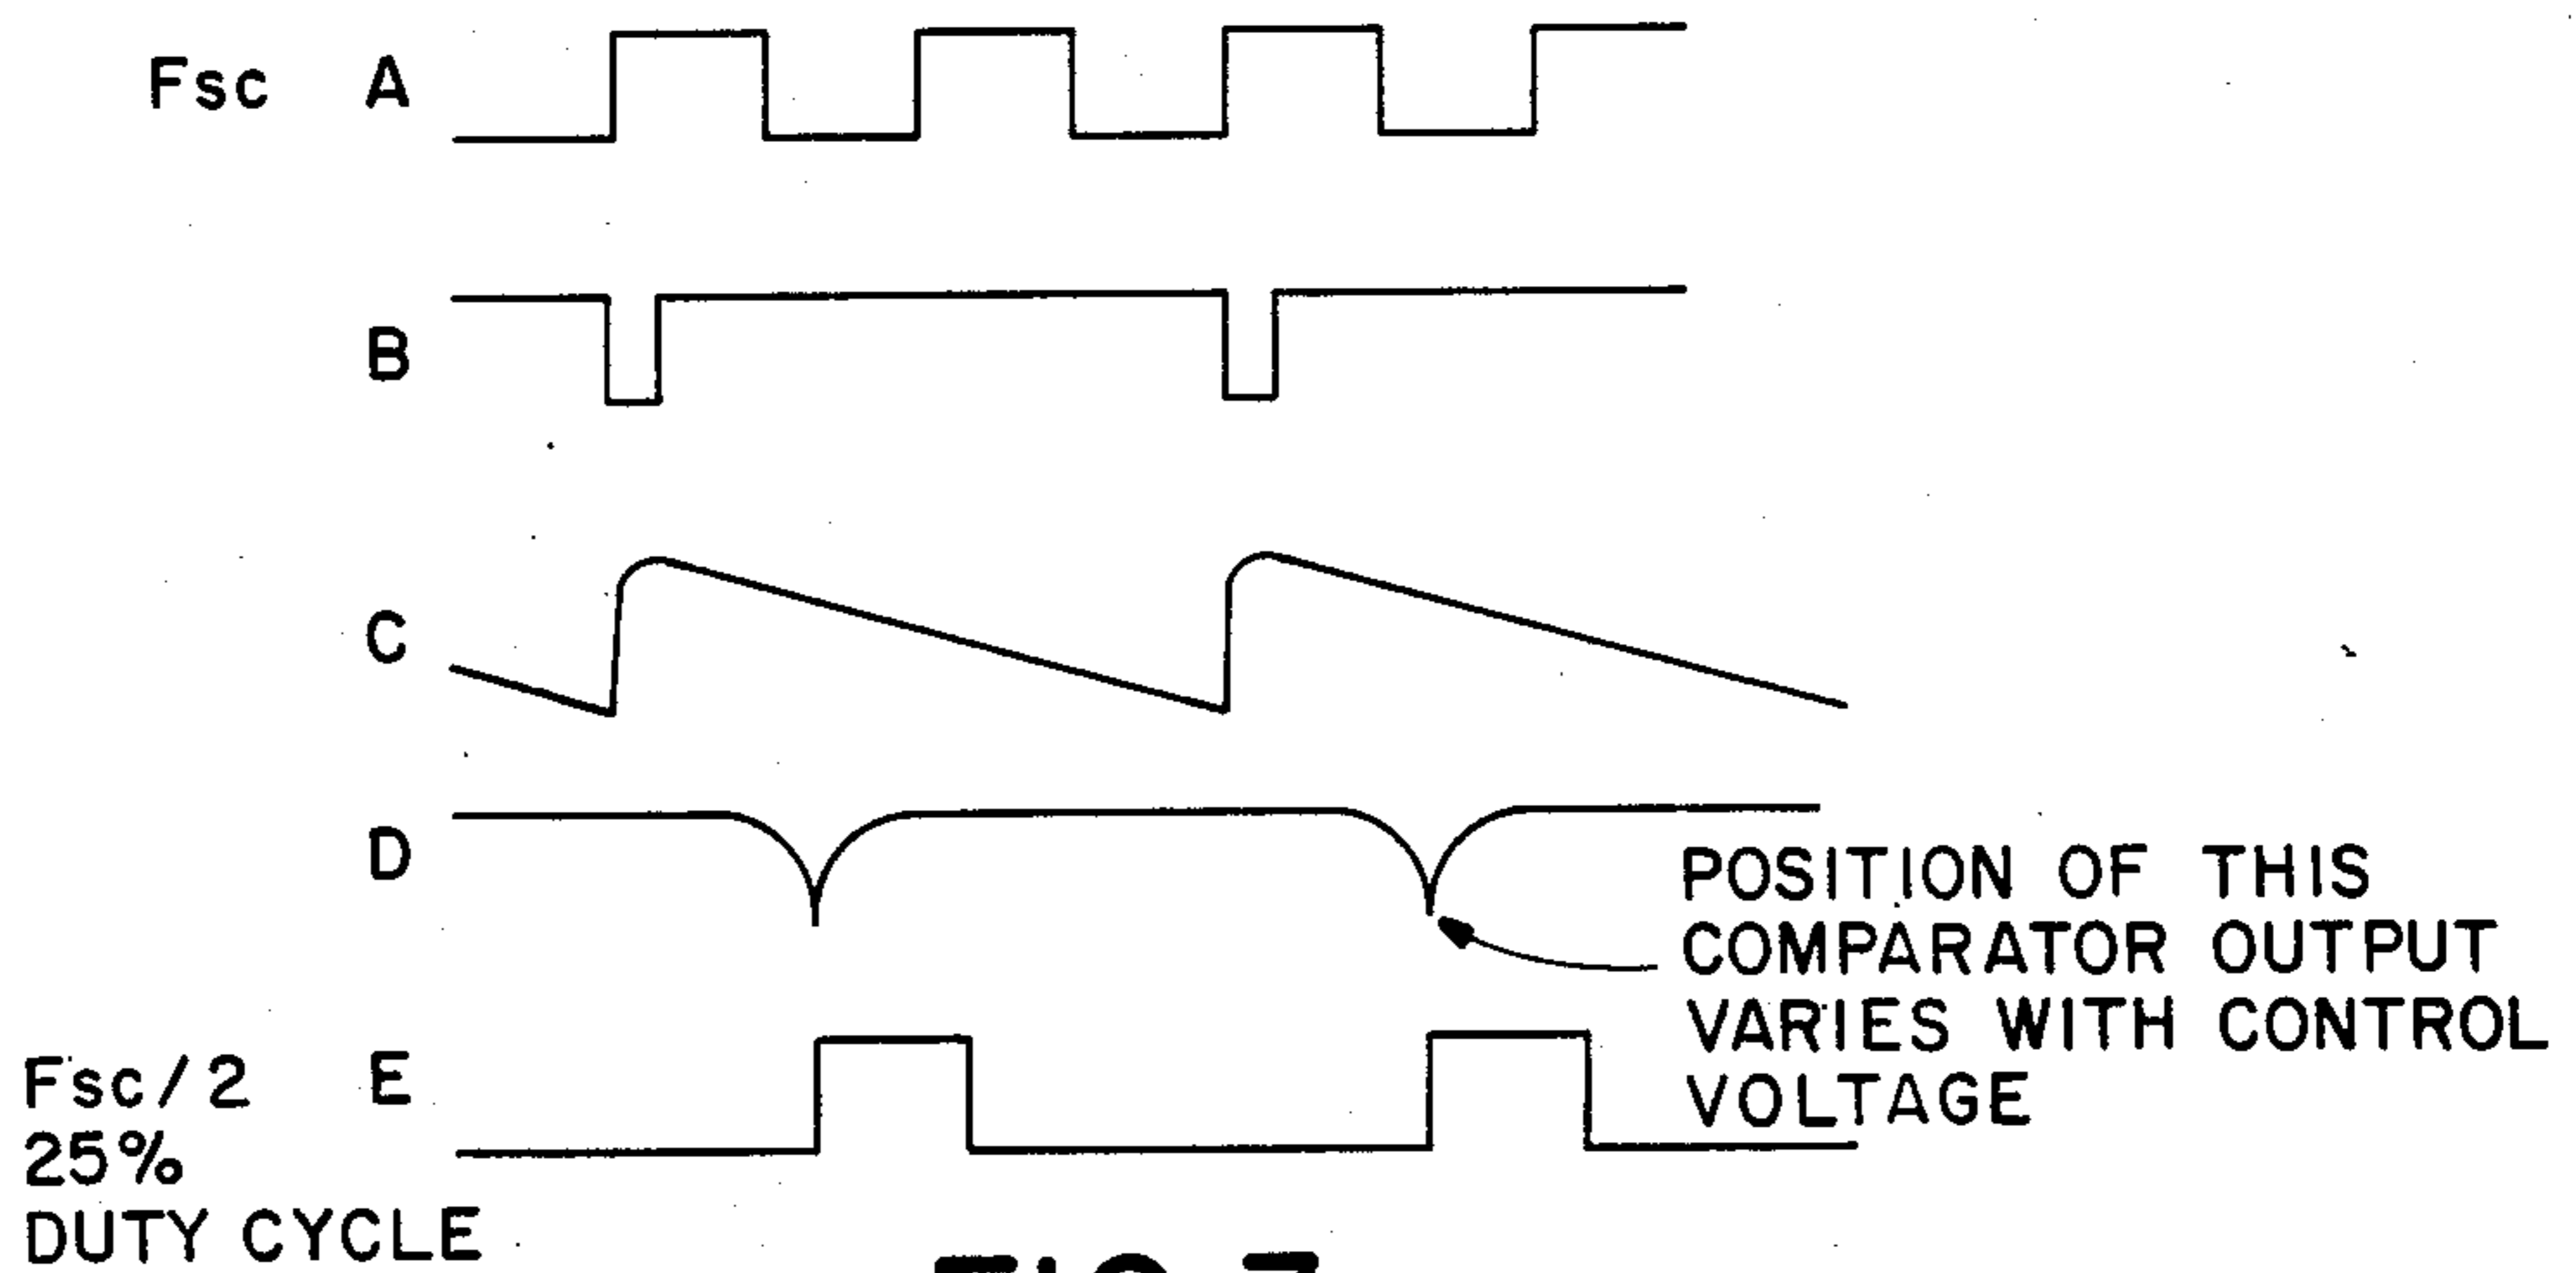 Fsc A
B
C
D
POSITION OF THIS
COMPARATOR OUTPUT
VARIES WITH CONTROL
VOLTAGE
Fsc/2 E
25%
DUTY CYCLE